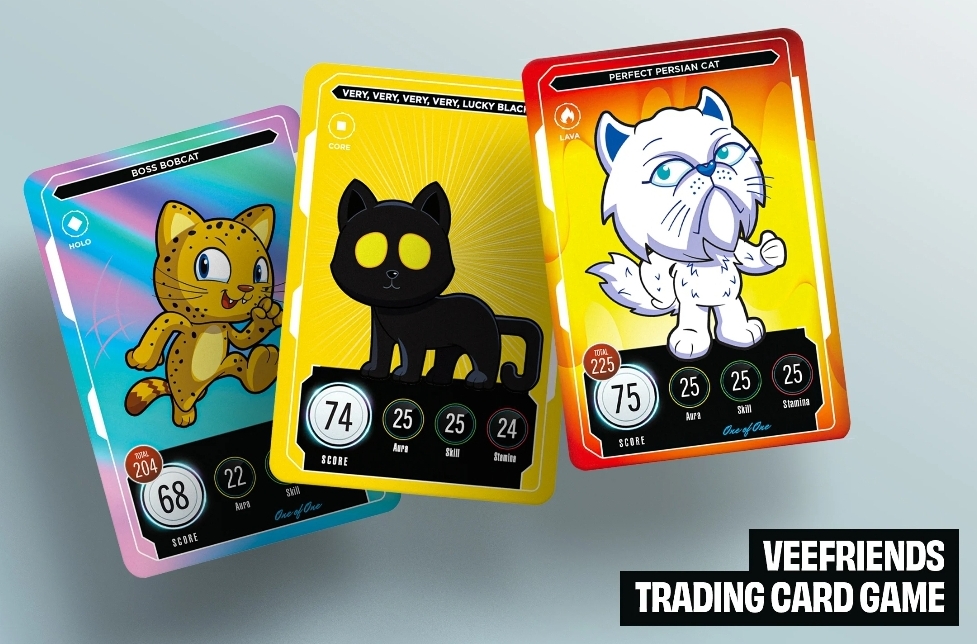 BOSS BOBCAT
HOLO
TOTAL
204
68
SCORE
22
Aura
Skill
One of One
VERY, VERY, VERY, VERY, LUCKY BLACK
CORE
74
SCORE
25
Aura
25
Skill
24
Stamina
PERFECT PERSIAN CAT
LAVA
TOTAL
225
75
SCORE
25
Aura
25
Skill
25
Stamina
One of One
VEEFRIENDS
TRADING CARD GAME